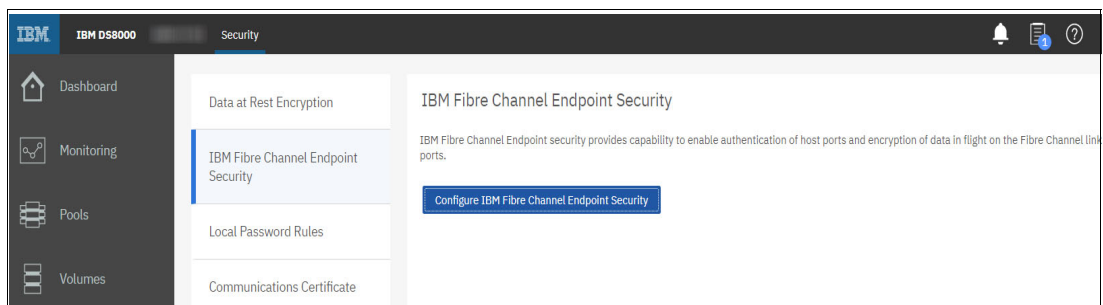 IBM IBM DS8000 Security 1 ?
Dashboard
Monitoring
Pools
Volumes
Data at Rest Encryption
IBM Fibre Channel Endpoint
Security
Local Password Rules
Communications Certificate
IBM Fibre Channel Endpoint Security
IBM Fibre Channel Endpoint security provides capability to enable authentication of host ports and encryption of data in flight on the Fibre Channel link
ports.
Configure IBM Fibre Channel Endpoint Security